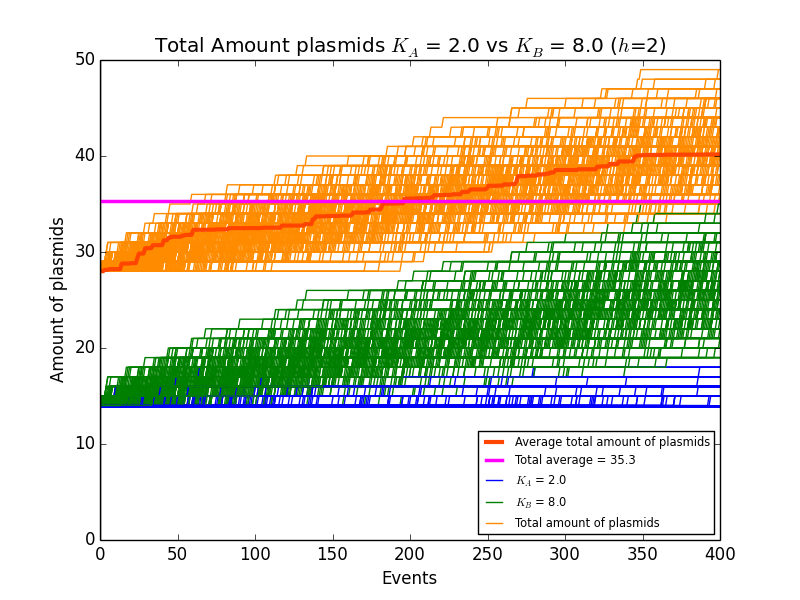 Total Amount plasmids K_A = 2.0 vs K_B = 8.0 (h=2)
50
40
30
20
10
0
Amount of plasmids
0 50 100 150 200 250 300 350 400
Events
Average total amount of plasmids
Total average = 35.3
K_A = 2.0
K_B = 8.0
Total amount of plasmids